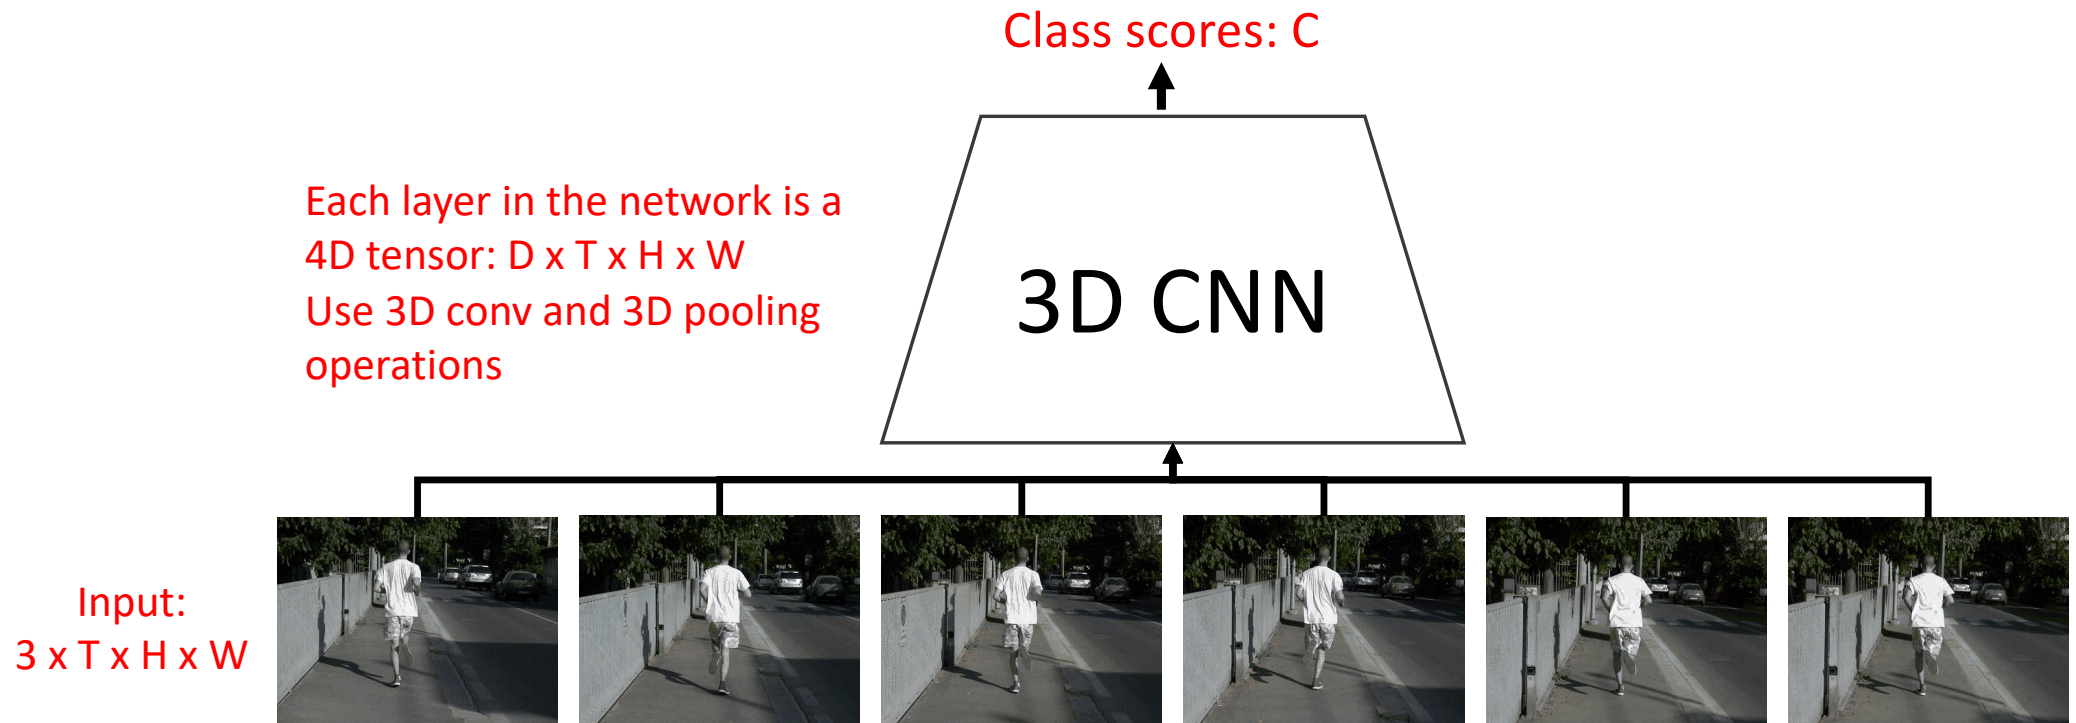 Class scores: C
Each layer in the network is a
4D tensor: D x T x H x W
Use 3D conv and 3D pooling
operations
3D CNN
Input:
3 x T x H x W